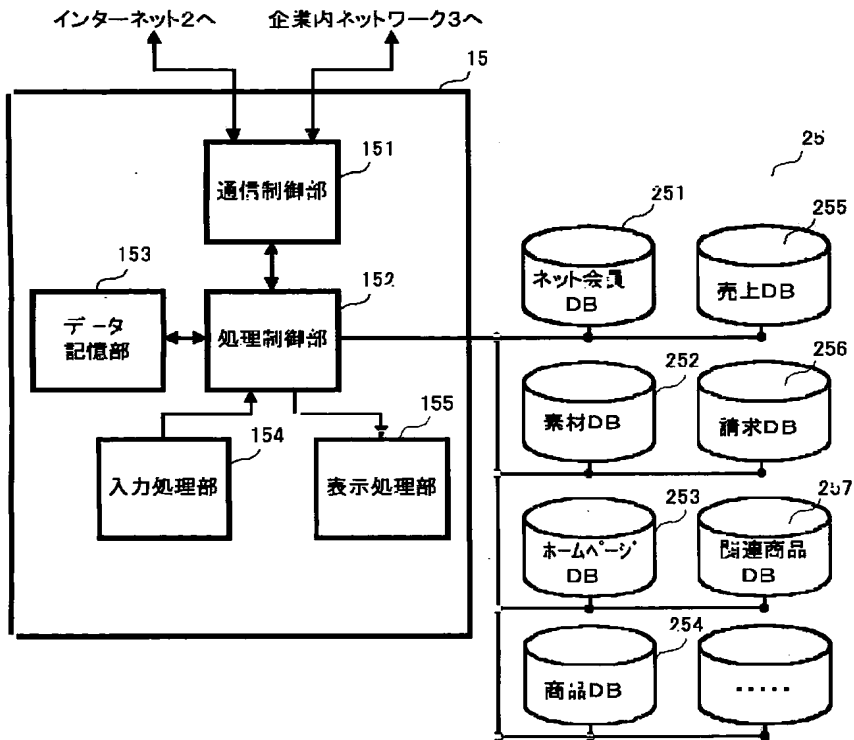 インターネット2へ
企業内ネットワーク3へ
15
151
通信制御部
153
データ
記憶部
152
処理制御部
154
入力処理部
155
表示処理部
25
251
ネット会員
DB
255
売上DB
252
素材DB
256
請求DB
253
ホームページ
DB
257
関連商品
DB
254
商品DB
・・・・・